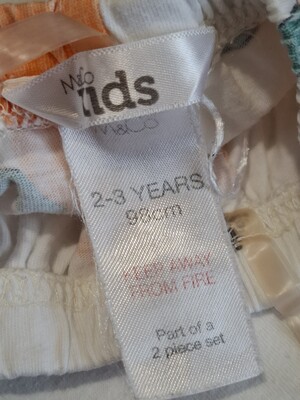 M&Co
kids
M&Co
2-3 YEARS
98cm
KEEP AWAY
FROM FIRE
Part of a
2 piece set